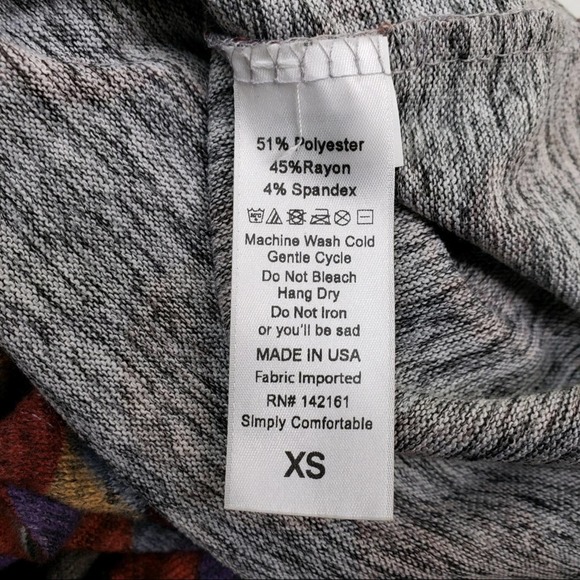 51% Polyester
45%Rayon
4% Spandex
Machine Wash Cold
Gentle Cycle
Do Not Bleach
Hang Dry
Do Not Iron
or you'll be sad
MADE IN USA
Fabric Imported
RN# 142161
Simply Comfortable
XS